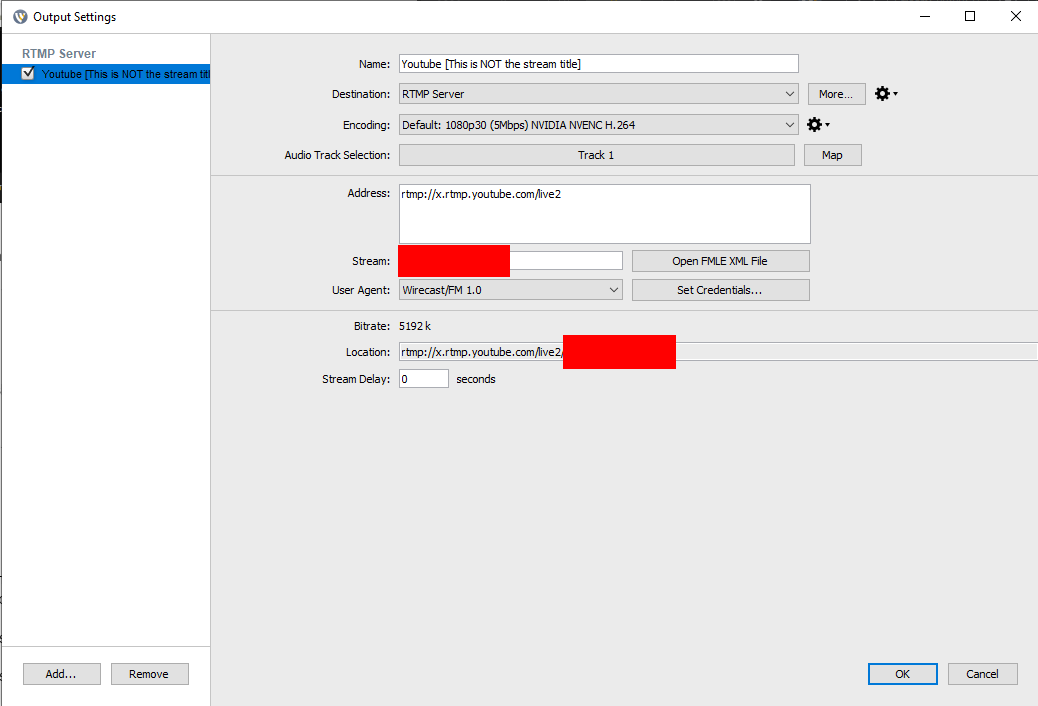 Output Settings
RTMP Server
Youtube [This is NOT the stream titl
Name: Youtube [This is NOT the stream title]
Destination: RTMP Server More...
Encoding: Default: 1080p30 (5Mbps) NVIDIA NVENC H.264
Audio Track Selection: Track 1 Map
Address: rtmp://x.rtmp.youtube.com/live2
Stream: Open FMLE XML File
User Agent: Wirecast/FM 1.0 Set Credentials...
Bitrate: 5192 k
Location: rtmp://x.rtmp.youtube.com/live2/
Stream Delay: 0 seconds
Add... Remove OK Cancel